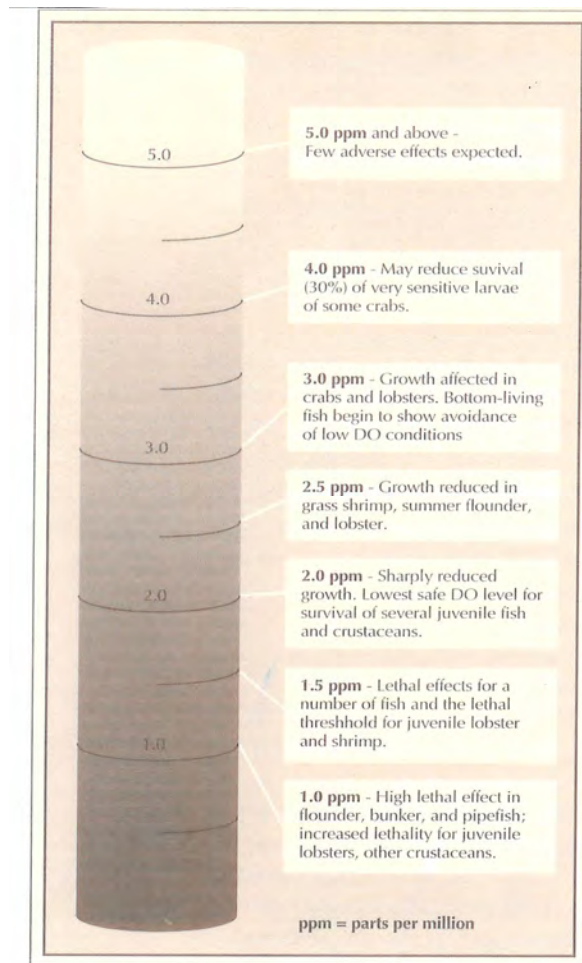 5.0
5.0 ppm and above -
Few adverse effects expected.
4.0
4.0 ppm - May reduce suvival
(30%) of very sensitive larvae
of some crabs.
3.0
3.0 ppm - Growth affected in
crabs and lobsters. Bottom-living
fish begin to show avoidance
of low DO conditions
2.5 ppm - Growth reduced in
grass shrimp, summer flounder,
and lobster.
2.0
2.0 ppm - Sharply reduced
growth. Lowest safe DO level for
survival of several juvenile fish
and crustaceans.
1.5 ppm - Lethal effects for a
number of fish and the lethal
threshhold for juvenile lobster
and shrimp.
1.0
1.0 ppm - High lethal effect in
flounder, bunker, and pipefish;
increased lethality for juvenile
lobsters, other crustaceans.
ppm = parts per million